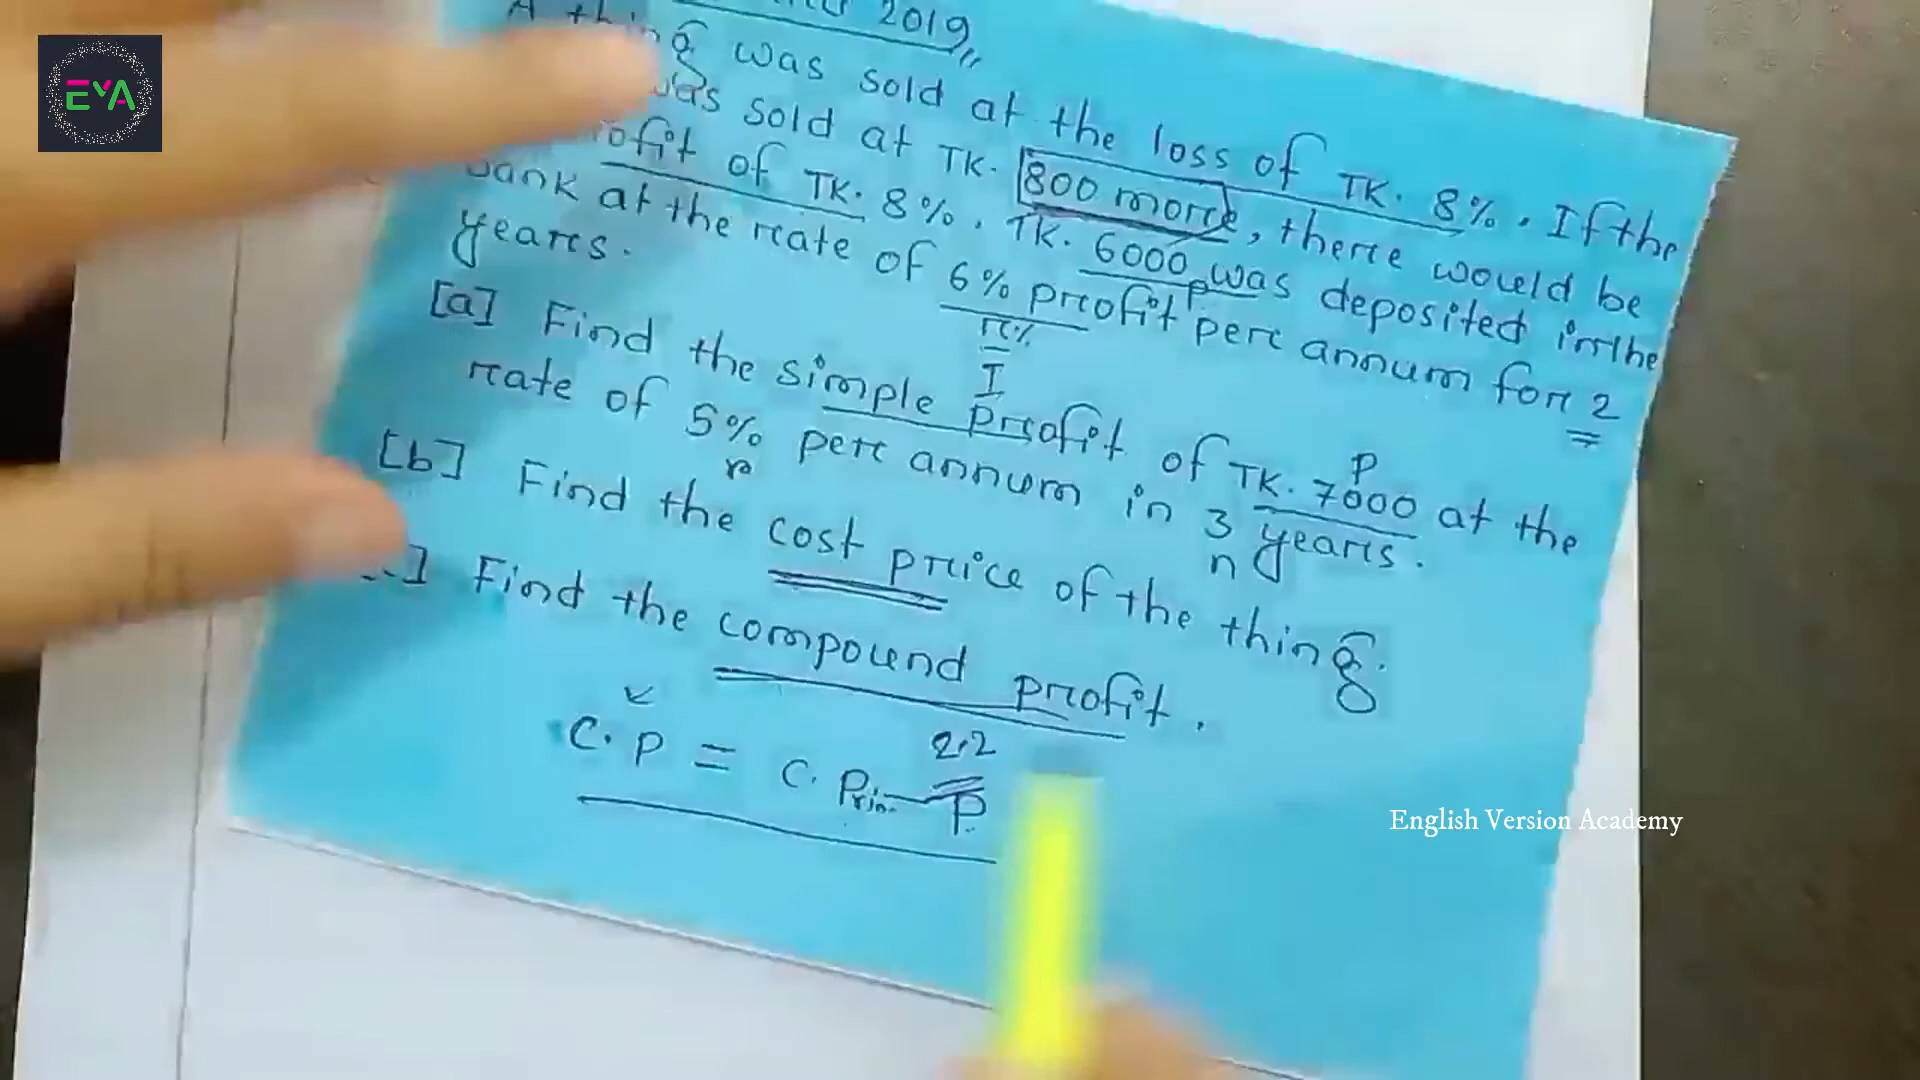 EYA
2019
A thing was sold at the loss of TK. 8%. If the
was sold at TK. 800 more, there would be
profit of TK. 8%. TK. 6000 was deposited in the
bank at the rate of 6% profit per annum for 2
years.
P
r%
I
[a] Find the simple profit of TK. 7000 at the
P
rate of 5% per annum in 3 years.
r
n
[b] Find the cost price of the thing.
Find the compound profit.
C.P = C. Prin. - P
2.2
English Version Academy